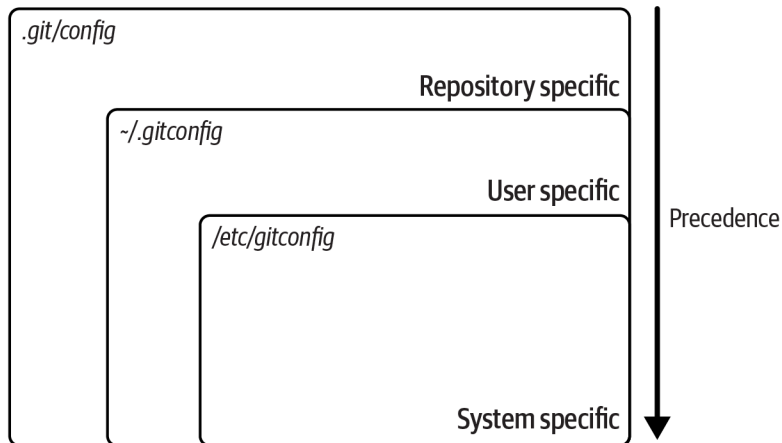 .git/config
Repository specific
~/.gitconfig
User specific
Precedence
/etc/gitconfig
System specific